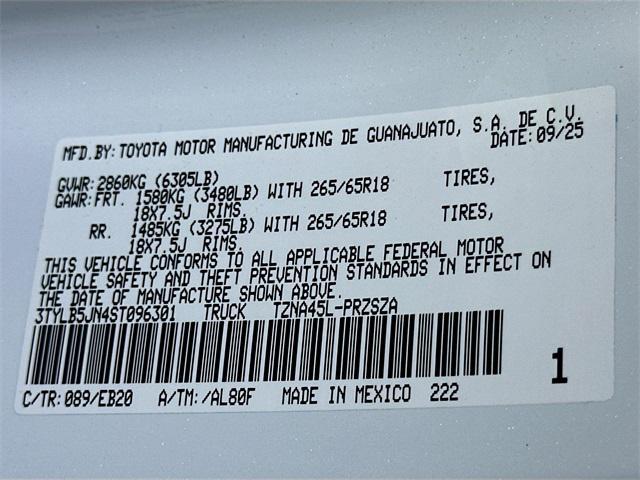 MFD.BY:TOYOTA MOTOR MANUFACTURING DE GUANAJUATO, S.A. DE C.V.
DATE:09/25
GVWR:2860KG (6305LB)
GAWR:FRT. 1580KG (3480LB) WITH 265/65R18 TIRES,
18X7.5J RIMS.
RR. 1485KG (3275LB) WITH 265/65R18 TIRES,
18X7.5J RIMS.
THIS VEHICLE CONFORMS TO ALL APPLICABLE FEDERAL MOTOR
VEHICLE SAFETY AND THEFT PREVENTION STANDARDS IN EFFECT ON
THE DATE OF MANUFACTURE SHOWN ABOVE.
3TYLB5JN4ST096301 TRUCK TZNA45L-PRZSZA
1
C/TR:089/EB20 A/TM:/AL80F MADE IN MEXICO 222